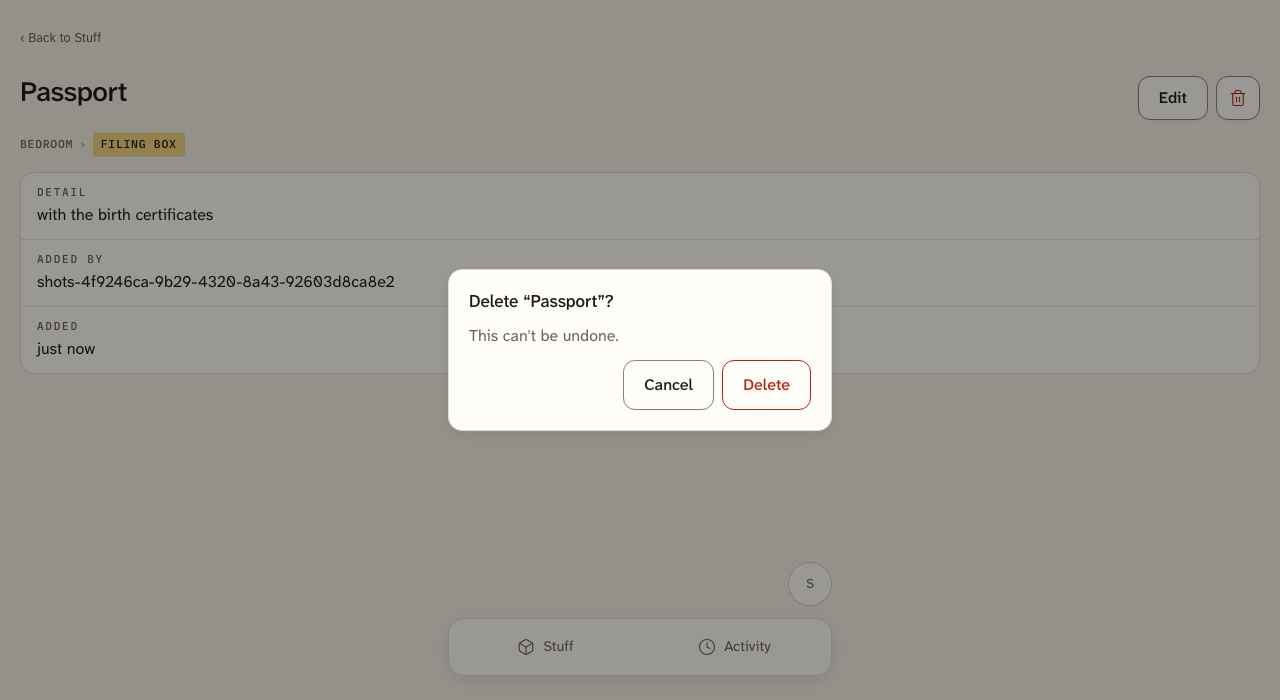 ‹ Back to Stuff
Passport
Edit
BEDROOM › FILING BOX
DETAIL
with the birth certificates
ADDED BY
shots-4f9246ca-9b29-4320-8a43-92603d8ca8e2
ADDED
just now
Delete “Passport”?
This can't be undone.
Cancel Delete
S
Stuff Activity